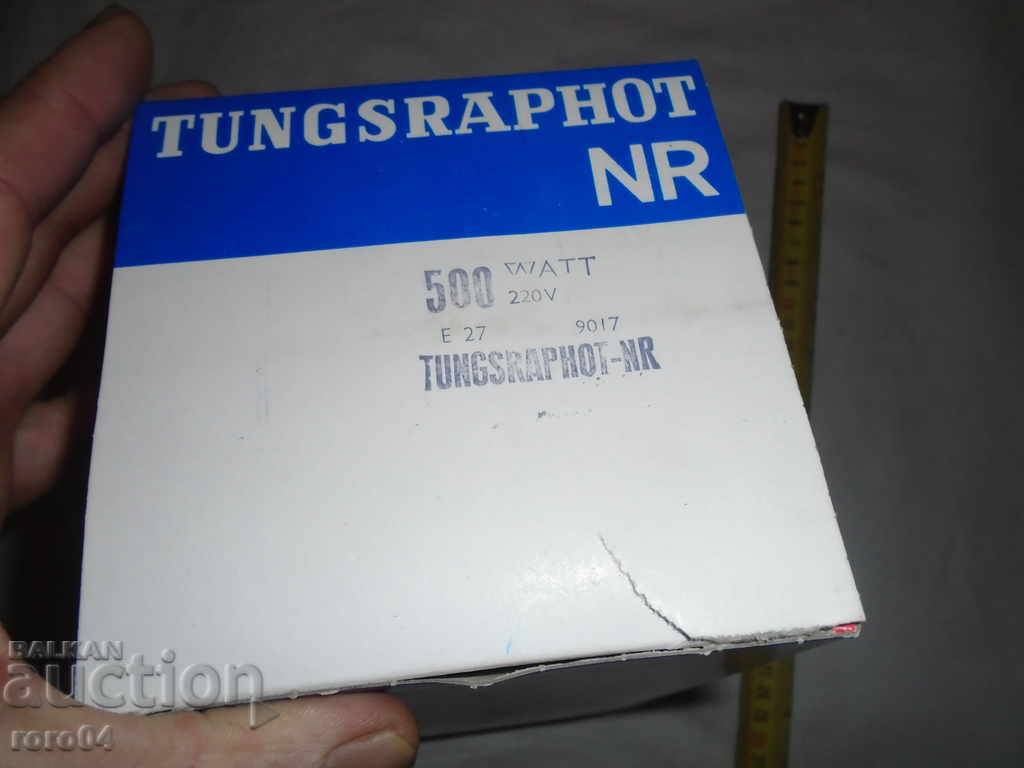 TUNGSRAPHOT
NR
500 WATT
220V
E 27 9017
TUNGSRAPHOT-NR
BALKAN
auction
roro04